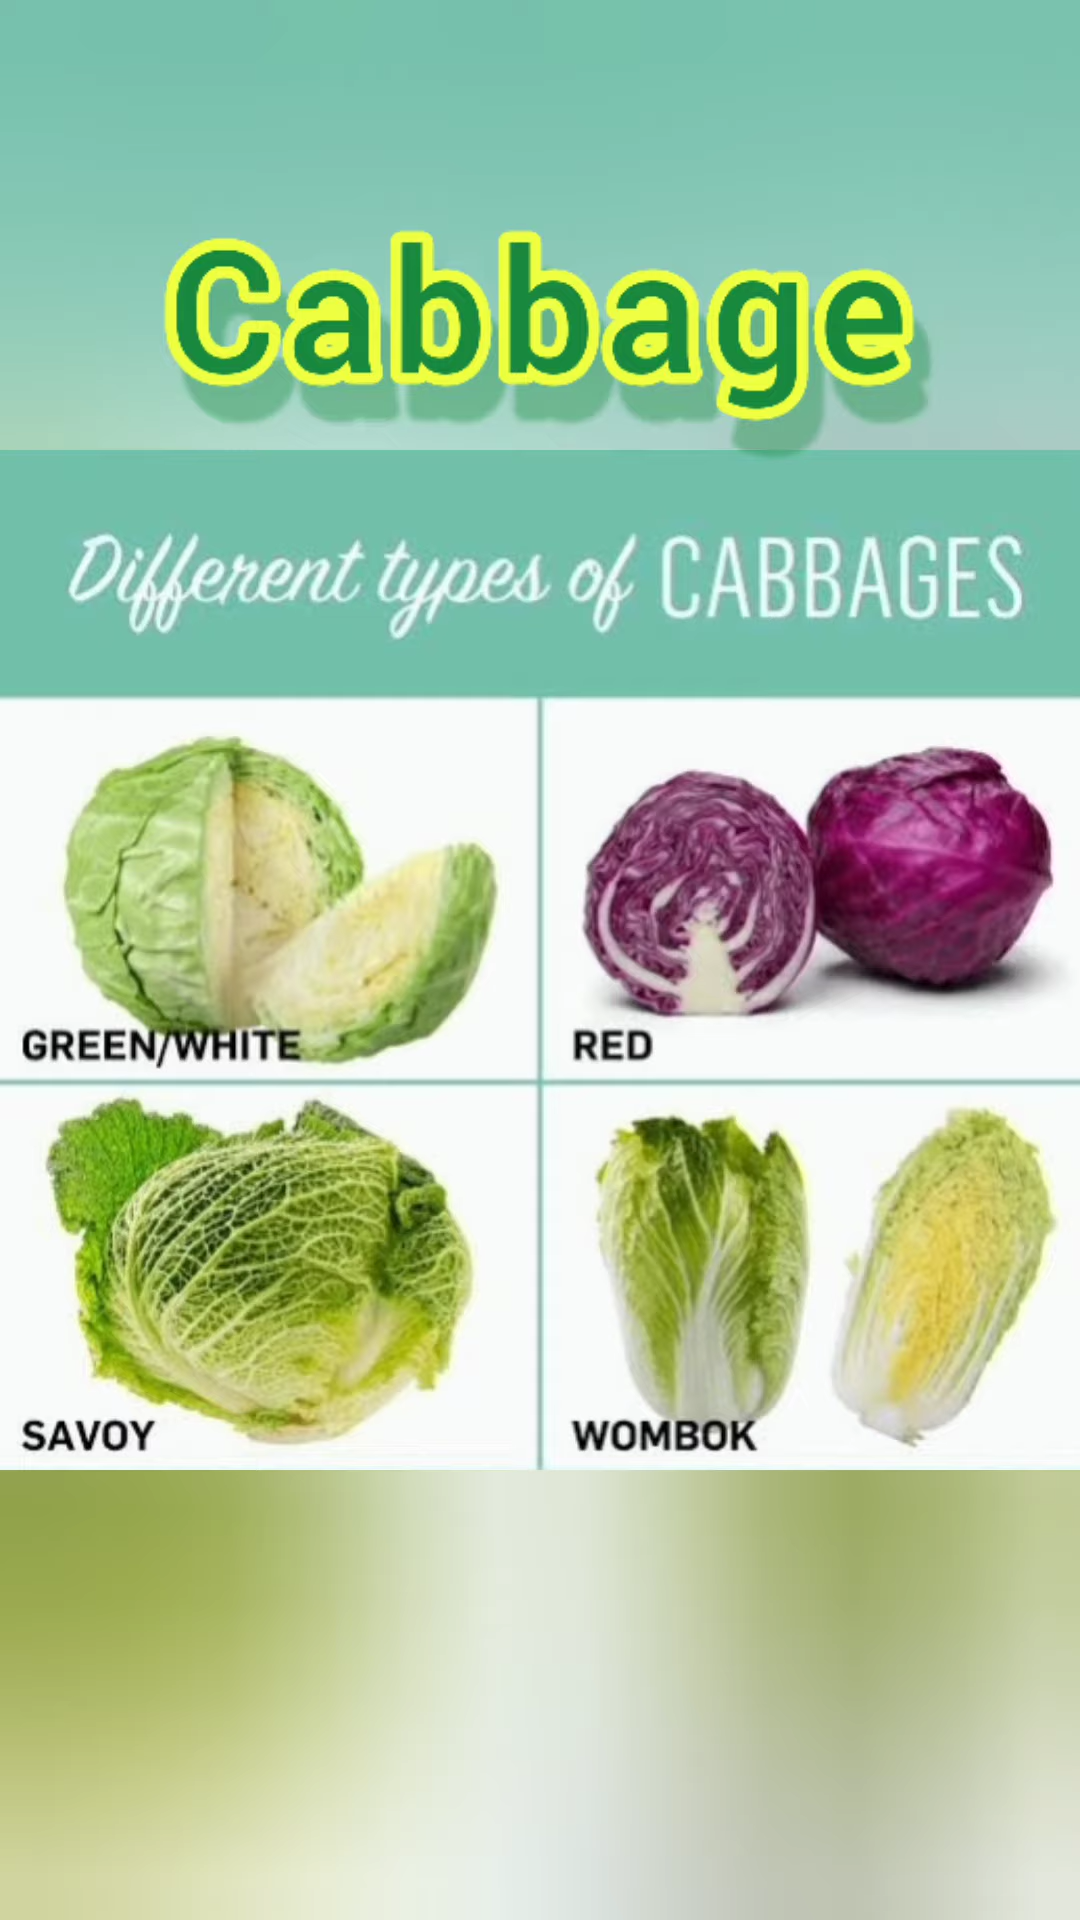 Cabbage
Different types of CABBAGES
GREEN/WHITE
RED
SAVOY
WOMBOK